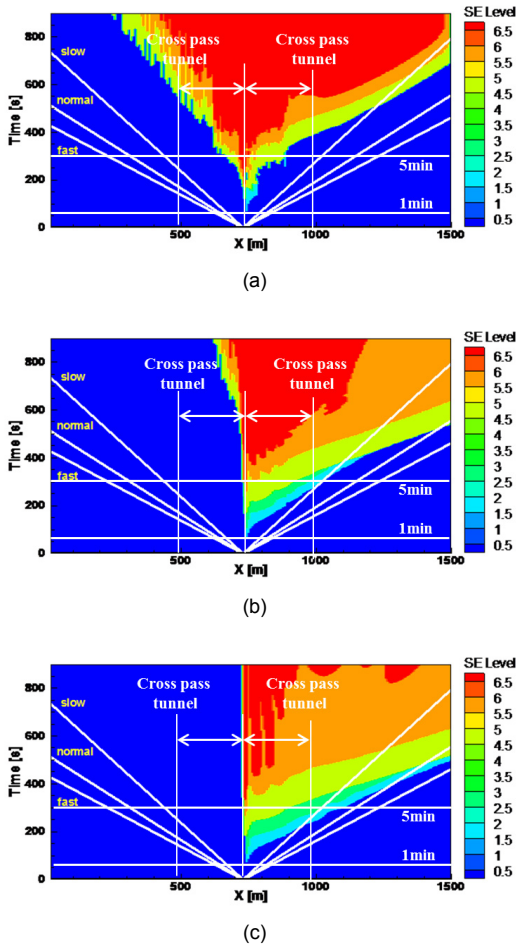 SE Level
6.5
6
5.5
5
4.5
4
3.5
3
2.5
2
1.5
1
0.5
800
600
400
200
0
Time [s]
slow
normal
fast
Cross pass
tunnel
Cross pass
tunnel
5min
1min
500
1000
1500
X [m]
(a)
SE Level
6.5
6
5.5
5
4.5
4
3.5
3
2.5
2
1.5
1
0.5
800
600
400
200
0
Time [s]
slow
normal
fast
Cross pass
tunnel
Cross pass
tunnel
5min
1min
500
1000
1500
X [m]
(b)
SE Level
6.5
6
5.5
5
4.5
4
3.5
3
2.5
2
1.5
1
0.5
800
600
400
200
0
Time [s]
slow
normal
fast
Cross pass
tunnel
Cross pass
tunnel
5min
1min
500
1000
1500
X [m]
(c)